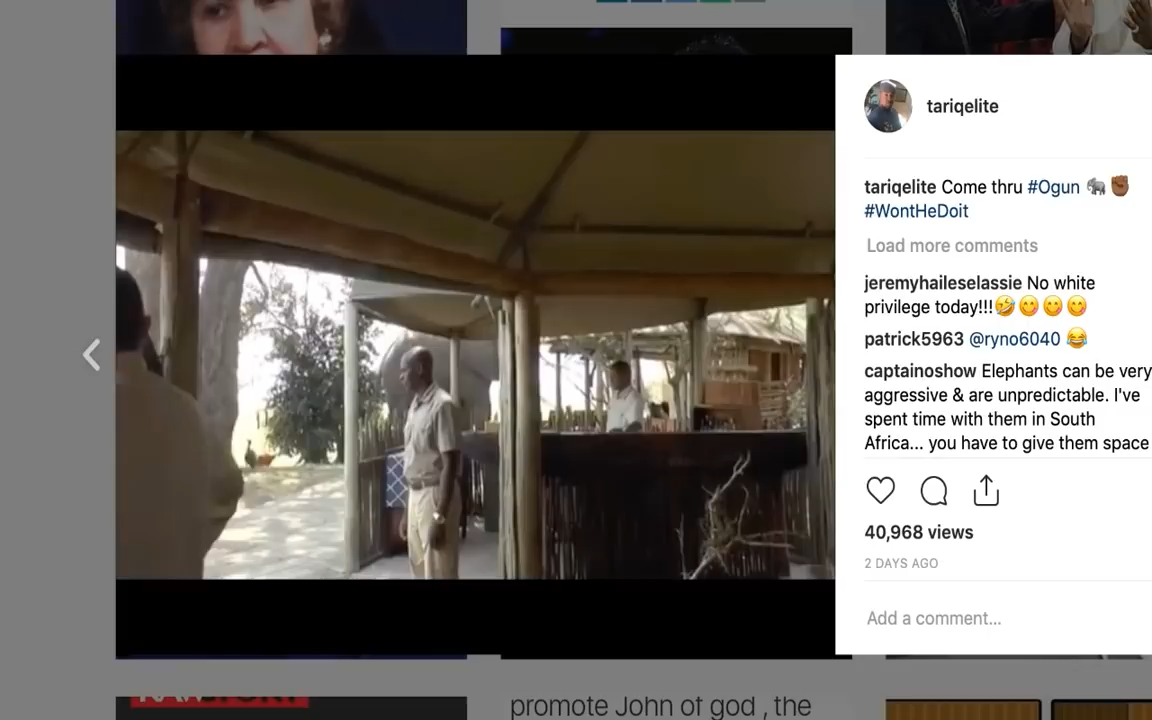 tariqelite
tariqelite Come thru #Ogun 🐘✊🏾
#WontHeDoit
Load more comments
jeremyhaileselassie No white
privilege today!!!🤣😋😋😋
patrick5963 @ryno6040 😂
captainoshow Elephants can be very
aggressive & are unpredictable. I've
spent time with them in South
Africa... you have to give them space
40,968 views
2 DAYS AGO
Add a comment...
promote John of god , the